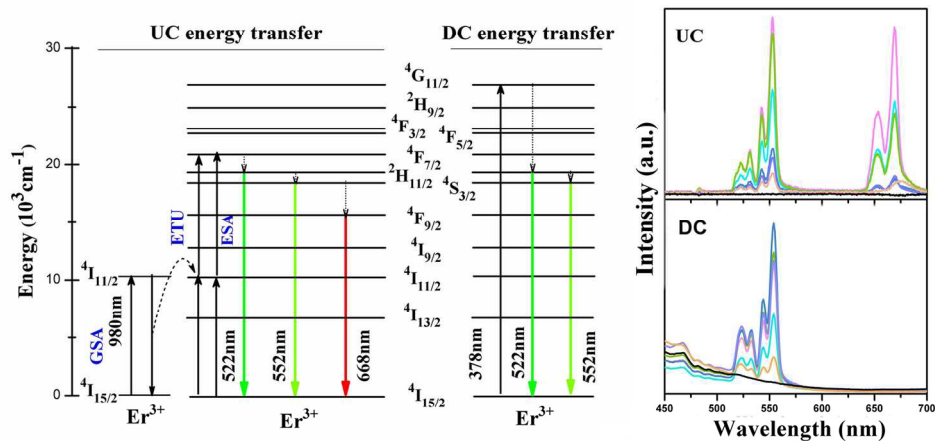 UC energy transfer
DC energy transfer
Energy (10³ cm⁻¹)
30
20
10
0
⁴I₁₁/₂
⁴I₁₅/₂
GSA
980nm
Er³⁺
ETU
ESA
522nm
552nm
668nm
Er³⁺
⁴G₁₁/₂
²H₉/₂
⁴F₃/₂
⁴F₅/₂
⁴F₇/₂
²H₁₁/₂
⁴S₃/₂
⁴F₉/₂
⁴I₉/₂
⁴I₁₁/₂
⁴I₁₃/₂
⁴I₁₅/₂
378nm
522nm
552nm
Er³⁺
Intensity (a.u.)
UC
DC
450 500 550 600 650 700
Wavelength (nm)